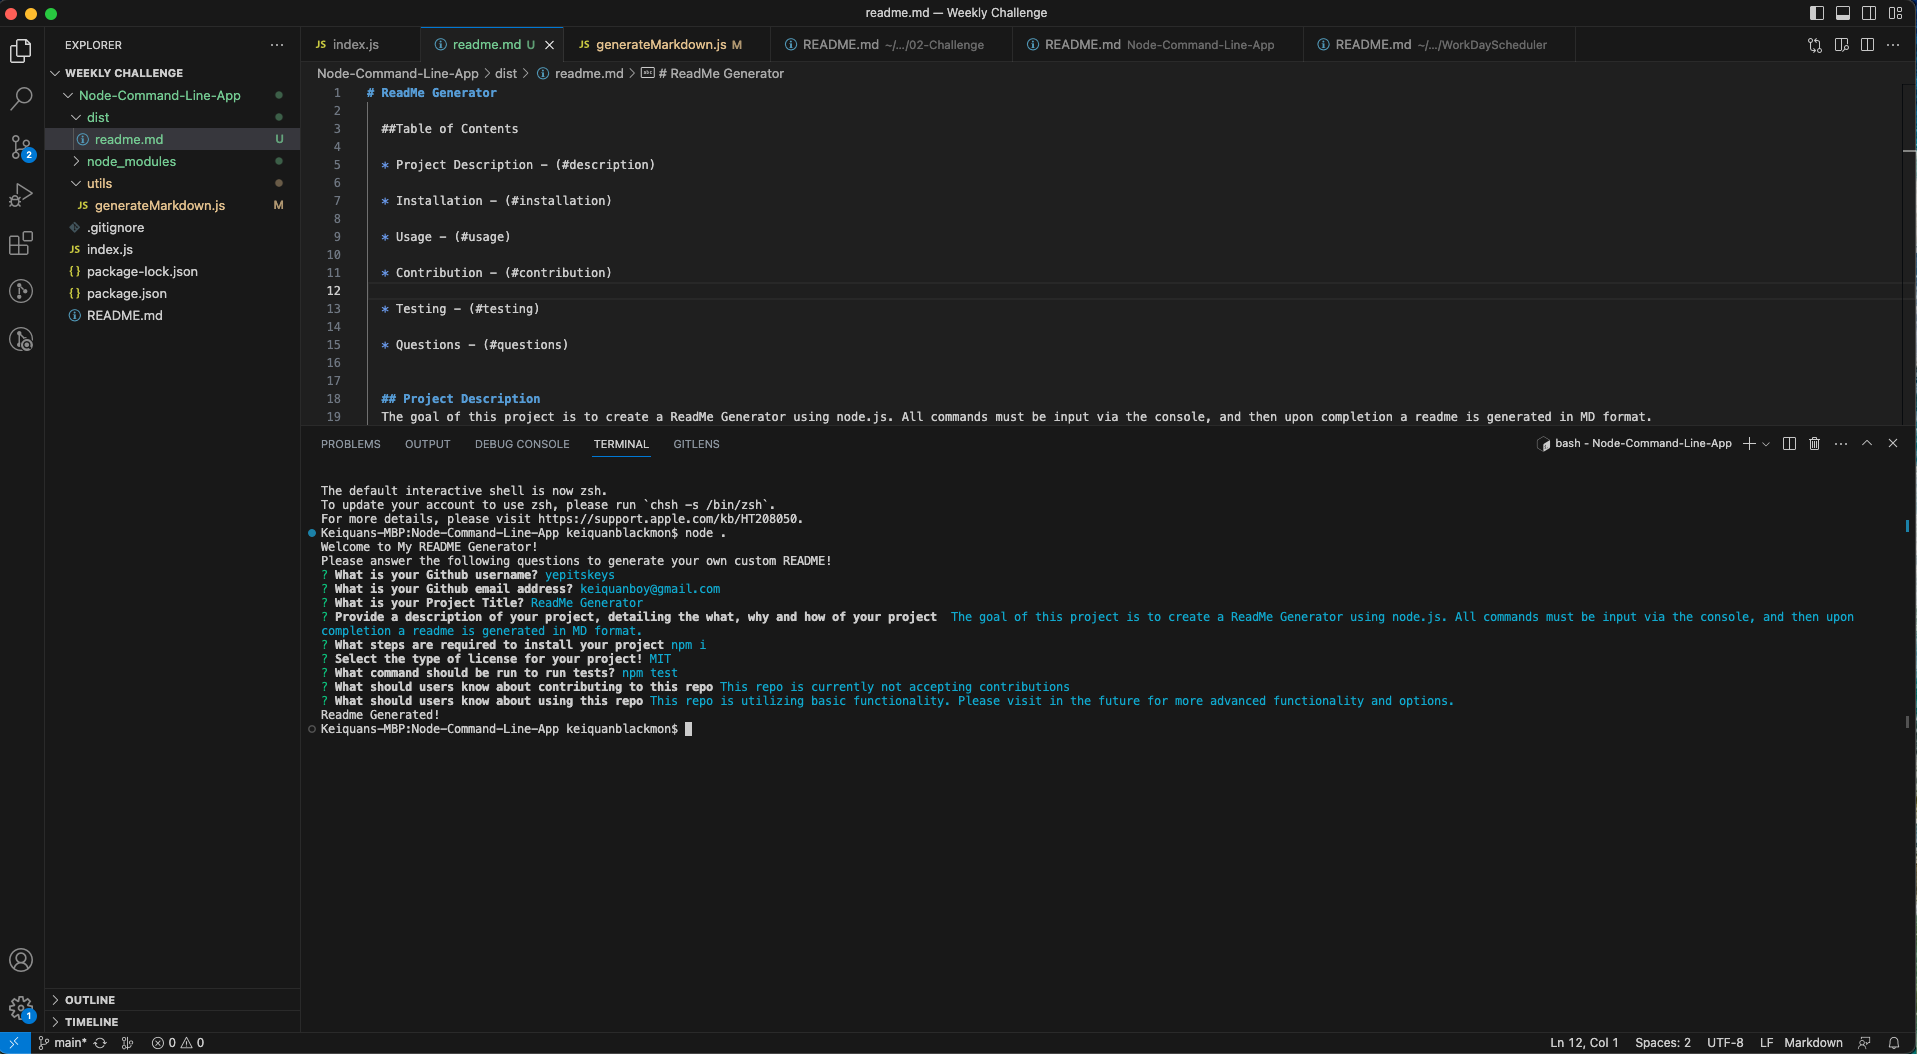 readme.md — Weekly Challenge
EXPLORER
JS index.js
readme.md U
JS generateMarkdown.js M
README.md ~/.../02-Challenge
README.md Node-Command-Line-App
README.md ~/.../WorkDayScheduler
WEEKLY CHALLENGE
Node-Command-Line-App
dist
readme.md U
node_modules
utils
JS generateMarkdown.js M
.gitignore
JS index.js
{} package-lock.json
{} package.json
README.md
2
Node-Command-Line-App > dist > readme.md > abc # ReadMe Generator
1 # ReadMe Generator
2
3 ##Table of Contents
4
5 * Project Description - (#description)
6
7 * Installation - (#installation)
8
9 * Usage - (#usage)
10
11 * Contribution - (#contribution)
12
13 * Testing - (#testing)
14
15 * Questions - (#questions)
16
17
18 ## Project Description
19 The goal of this project is to create a ReadMe Generator using node.js. All commands must be input via the console, and then upon completion a readme is generated in MD format.
PROBLEMS OUTPUT DEBUG CONSOLE TERMINAL GITLENS
bash - Node-Command-Line-App
The default interactive shell is now zsh.
To update your account to use zsh, please run `chsh -s /bin/zsh`.
For more details, please visit https://support.apple.com/kb/HT208050.
Keiquans-MBP:Node-Command-Line-App keiquanblackmon$ node .
Welcome to My README Generator!
Please answer the following questions to generate your own custom README!
? What is your Github username? yepitskeys
? What is your Github email address? keiquanboy@gmail.com
? What is your Project Title? ReadMe Generator
? Provide a description of your project, detailing the what, why and how of your project The goal of this project is to create a ReadMe Generator using node.js. All commands must be input via the console, and then upon
completion a readme is generated in MD format.
? What steps are required to install your project npm i
? Select the type of license for your project! MIT
? What command should be run to run tests? npm test
? What should users know about contributing to this repo This repo is currently not accepting contributions
? What should users know about using this repo This repo is utilizing basic functionality. Please visit in the future for more advanced functionality and options.
Readme Generated!
Keiquans-MBP:Node-Command-Line-App keiquanblackmon$
OUTLINE
1
TIMELINE
main* 0 0
Ln 12, Col 1 Spaces: 2 UTF-8 LF Markdown